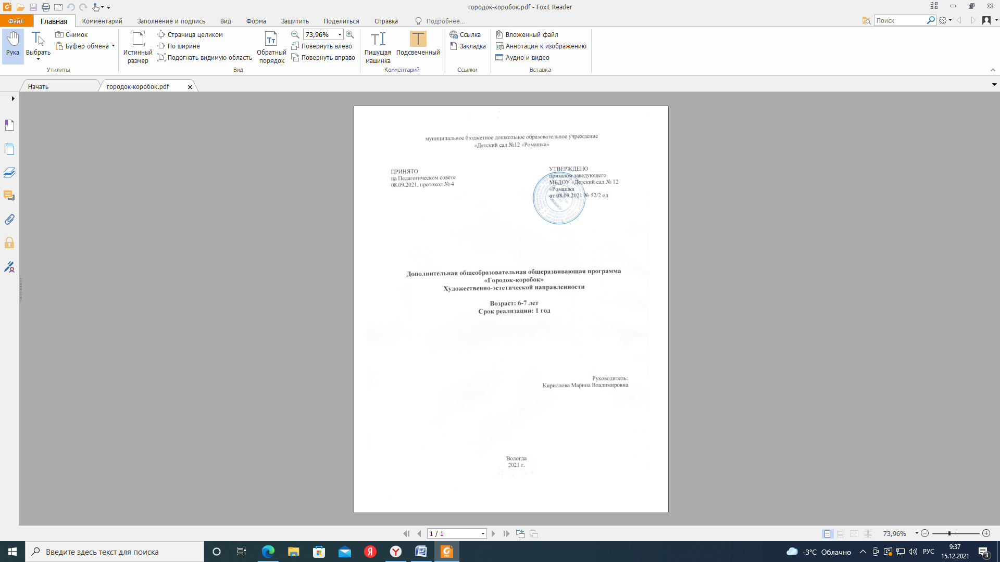 городок-коробок.pdf - Foxit Reader
Файл
Главная
Комментарий
Заполнение и подпись
Вид
Форма
Защитить
Поделиться
Справка
Подробнее...
Поиск
Рука
Выбрать
Снимок
Буфер обмена
Утилиты
Истинный размер
Страница целиком
По ширине
Подогнать видимую область
Обратный порядок
73,96%
Повернуть влево
Повернуть вправо
Вид
Пишущая машинка
Подсвеченный
Комментарий
Ссылка
Закладка
Ссылки
Вложенный файл
Аннотация к изображению
Аудио и видео
Вставка
Начать
городок-коробок.pdf
муниципальное бюджетное дошкольное образовательное учреждение
«Детский сад №12 «Ромашка»
ПРИНЯТО
на Педагогическом совете
08.09.2021, протокол № 4
УТВЕРЖДЕНО
приказом заведующего
МБДОУ «Детский сад № 12
«Ромашка
от 08.09.2021 № 52/2 од
Дополнительная общеобразовательная общеразвивающая программа
«Городок-коробок»
Художественно-эстетической направленности
Возраст: 6-7 лет
Срок реализации: 1 год
Руководитель:
Кириллова Марина Владимировна
Вологда
2021 г.
1 / 1
73,96%
Введите здесь текст для поиска
-3°C Облачно
РУС
9:37
15.12.2021
3